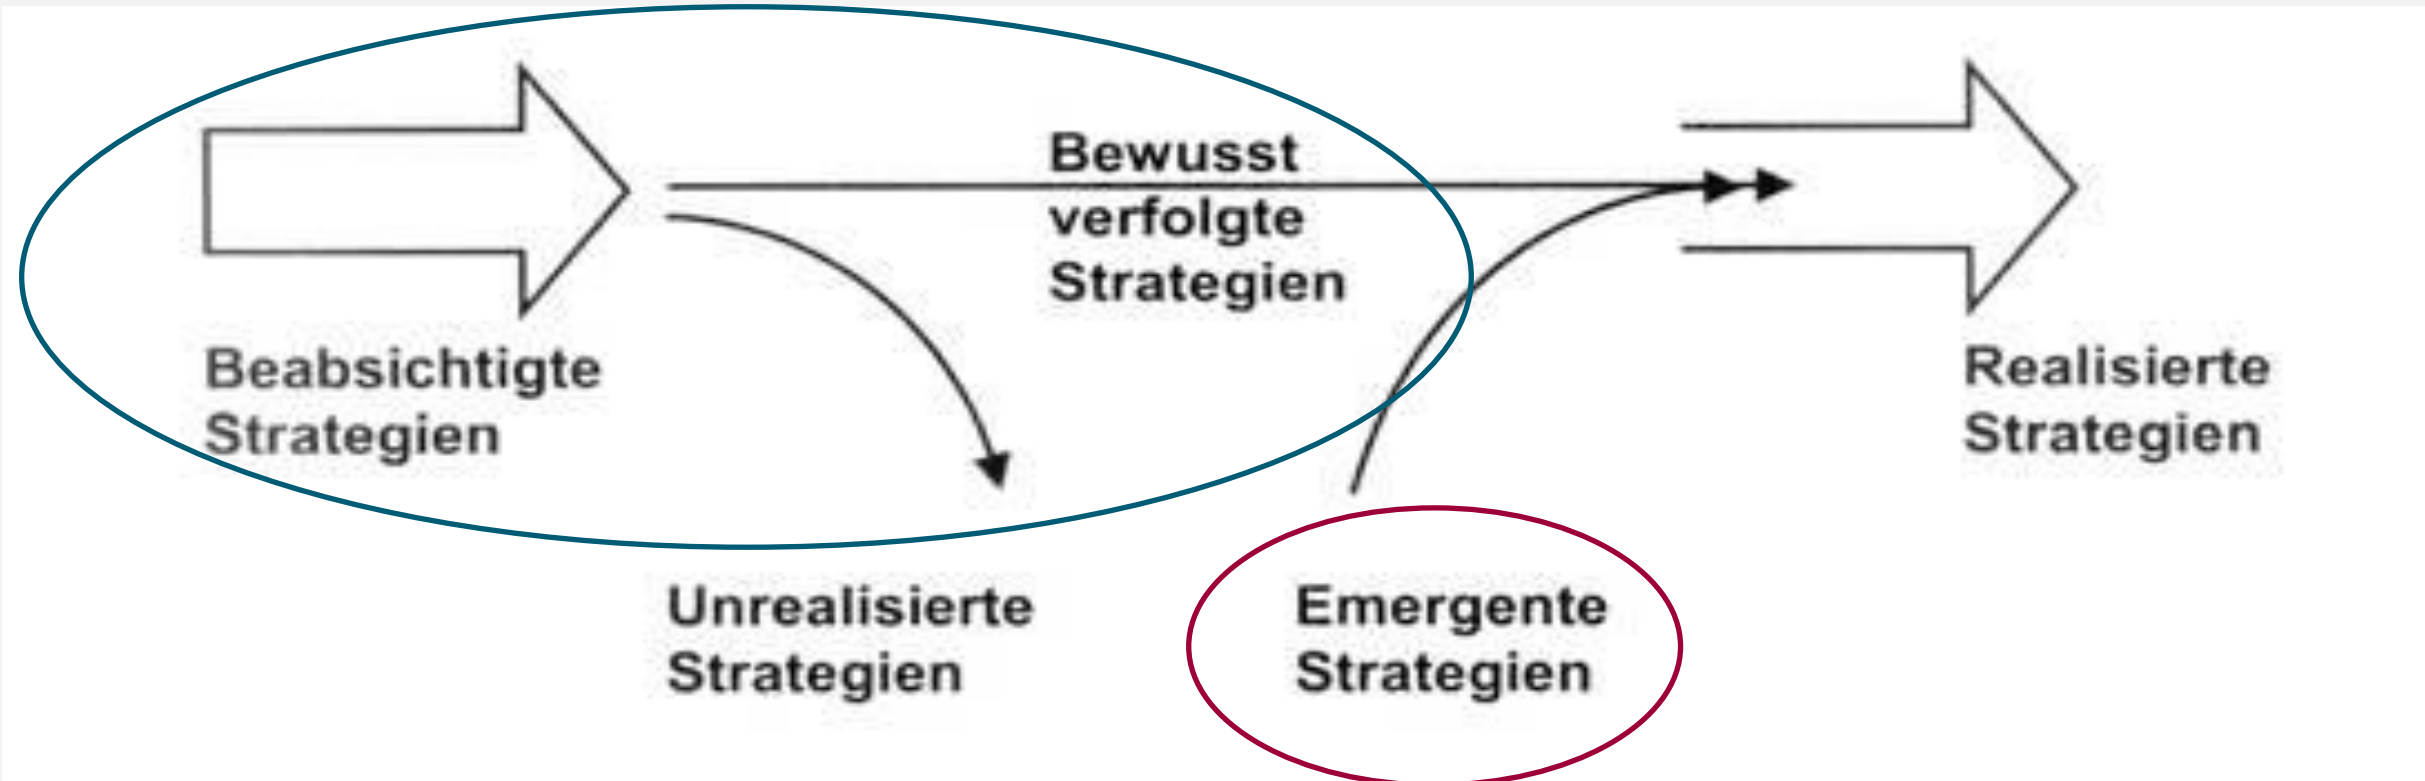 Bewusst
verfolgte
Strategien
Beabsichtigte
Strategien
Realisierte
Strategien
Unrealisierte
Strategien
Emergente
Strategien